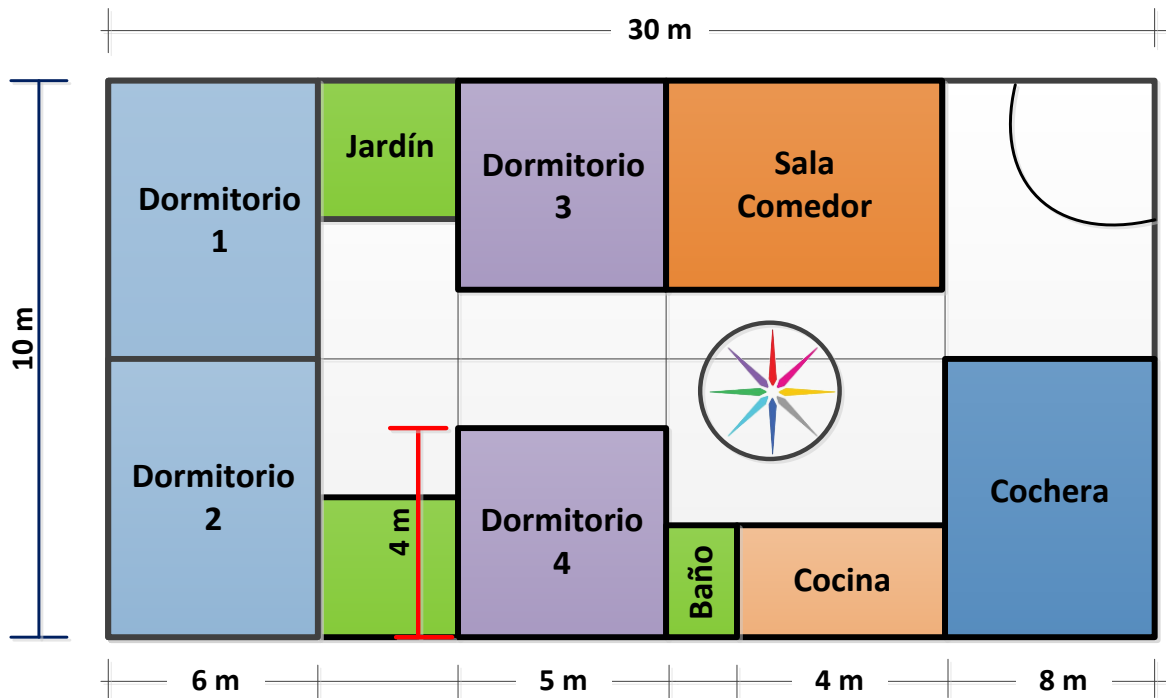 30 m
10 m
Jardín
Dormitorio
1
Dormitorio
3
Sala
Comedor
Dormitorio
2
4 m
Dormitorio
4
Baño
Cocina
Cochera
6 m
5 m
4 m
8 m